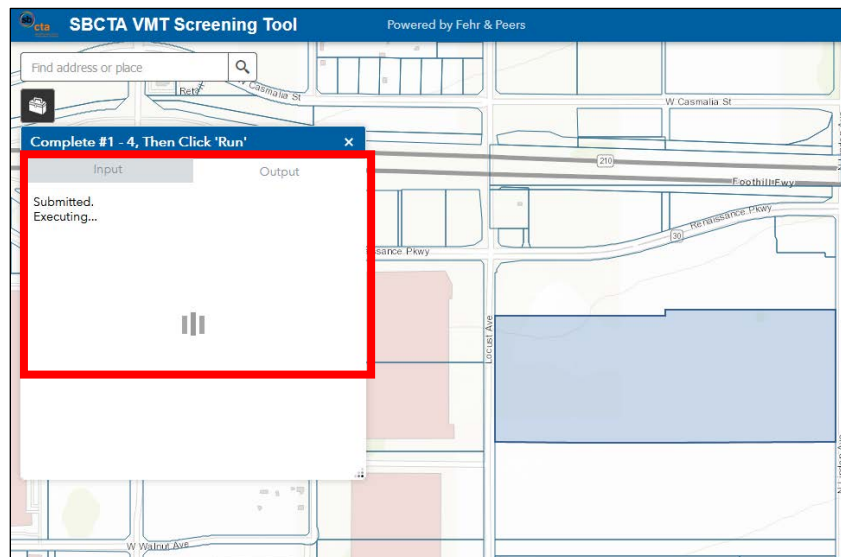 cta
SBCTA VMT Screening Tool
Powered by Fehr & Peers
Find address or place
W Casmalia St
W Casmalia St
Complete #1 - 4, Then Click 'Run'
×
Input
Output
210
Foothill Fwy
Submitted.
Executing...
Renaissance Pkwy
30
sance Pkwy
Locust Ave
W Walnut Ave